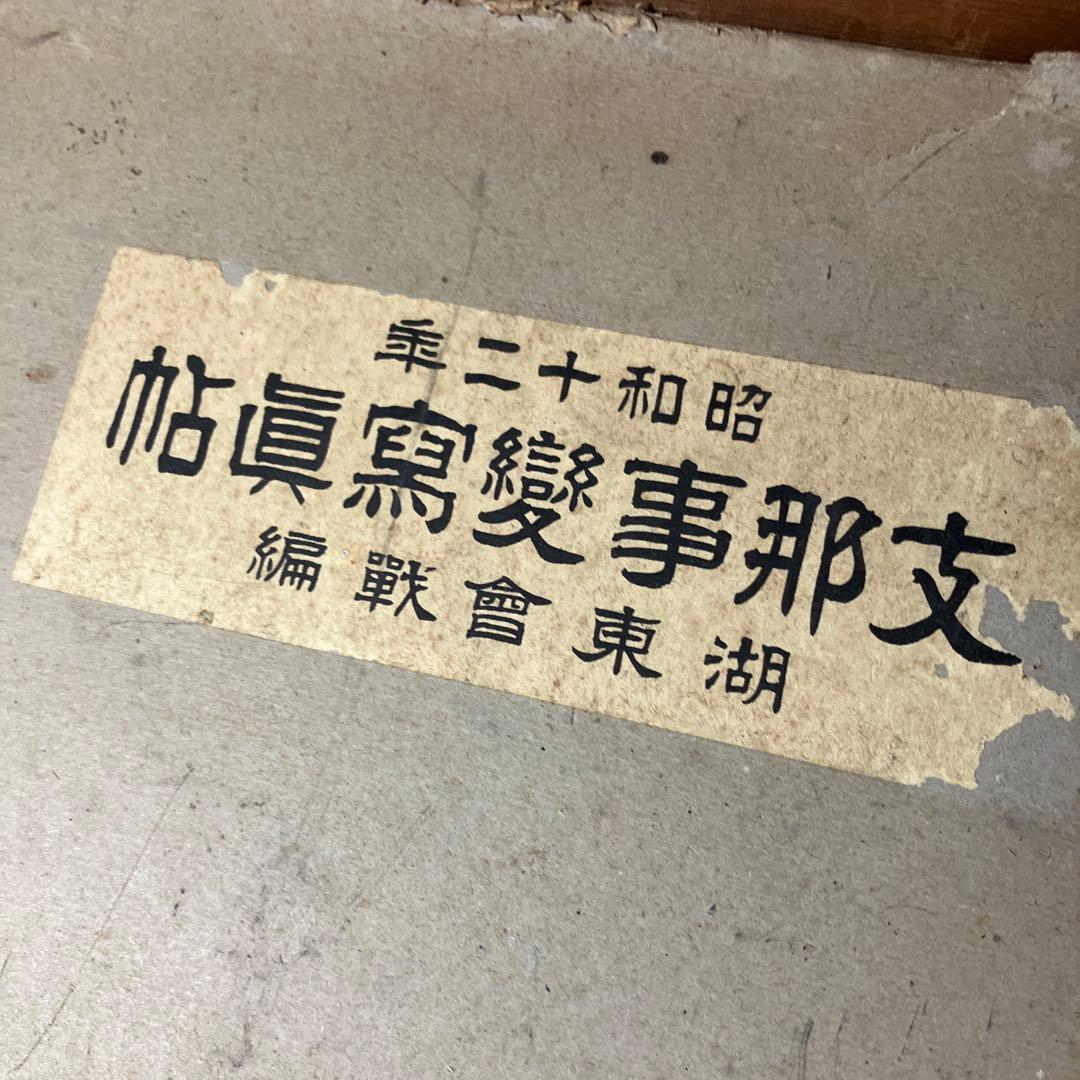 昭和十二年
支那事變寫眞帖
湖東會戰編